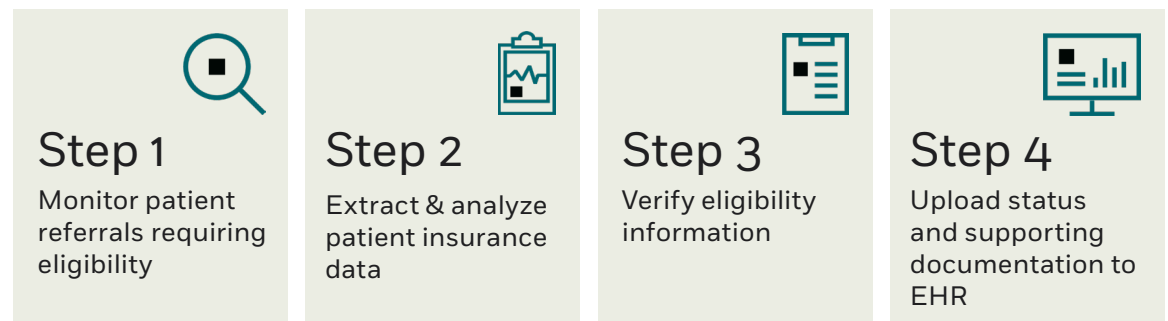 Step 1
Monitor patient
referrals requiring
eligibility
Step 2
Extract & analyze
patient insurance
data
Step 3
Verify eligibility
information
Step 4
Upload status
and supporting
documentation to
EHR